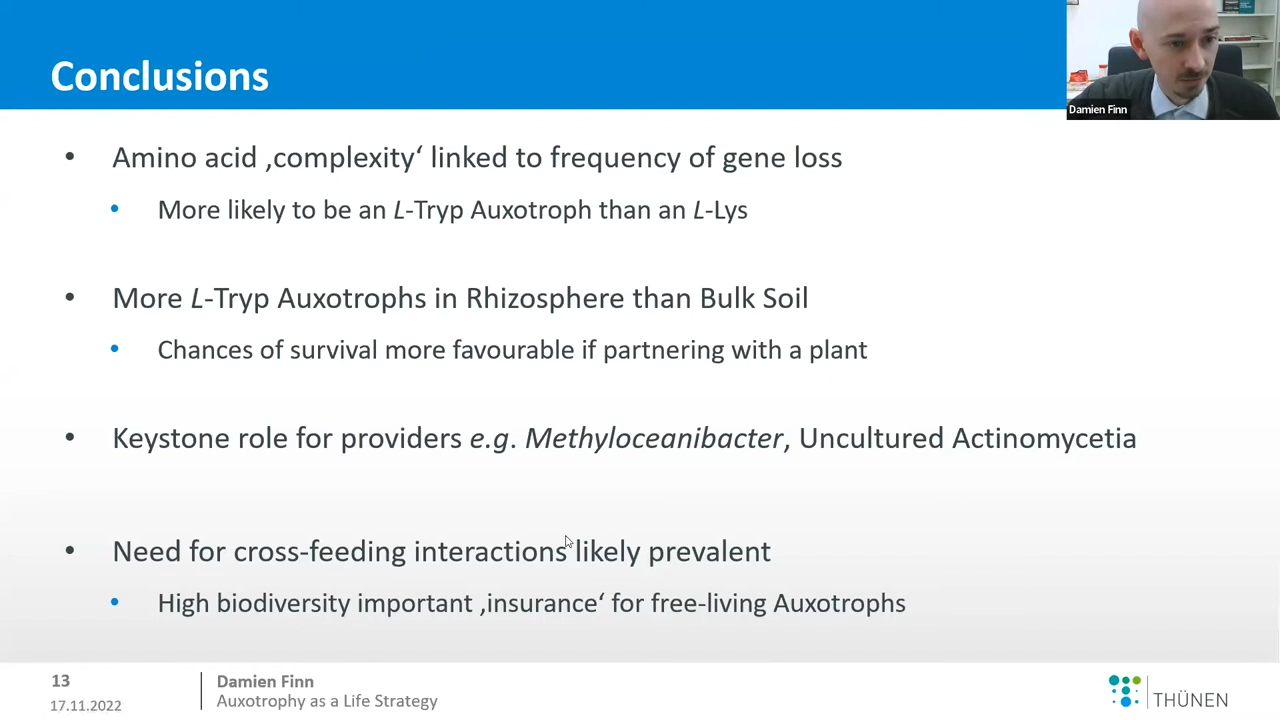 Conclusions
Damien Finn
• Amino acid ‚complexity‘ linked to frequency of gene loss
• More likely to be an L-Tryp Auxotroph than an L-Lys
• More L-Tryp Auxotrophs in Rhizosphere than Bulk Soil
• Chances of survival more favourable if partnering with a plant
• Keystone role for providers e.g. Methyloceanibacter, Uncultured Actinomycetia
• Need for cross-feeding interactions likely prevalent
• High biodiversity important ‚insurance‘ for free-living Auxotrophs
13
17.11.2022
Damien Finn
Auxotrophy as a Life Strategy
THÜNEN